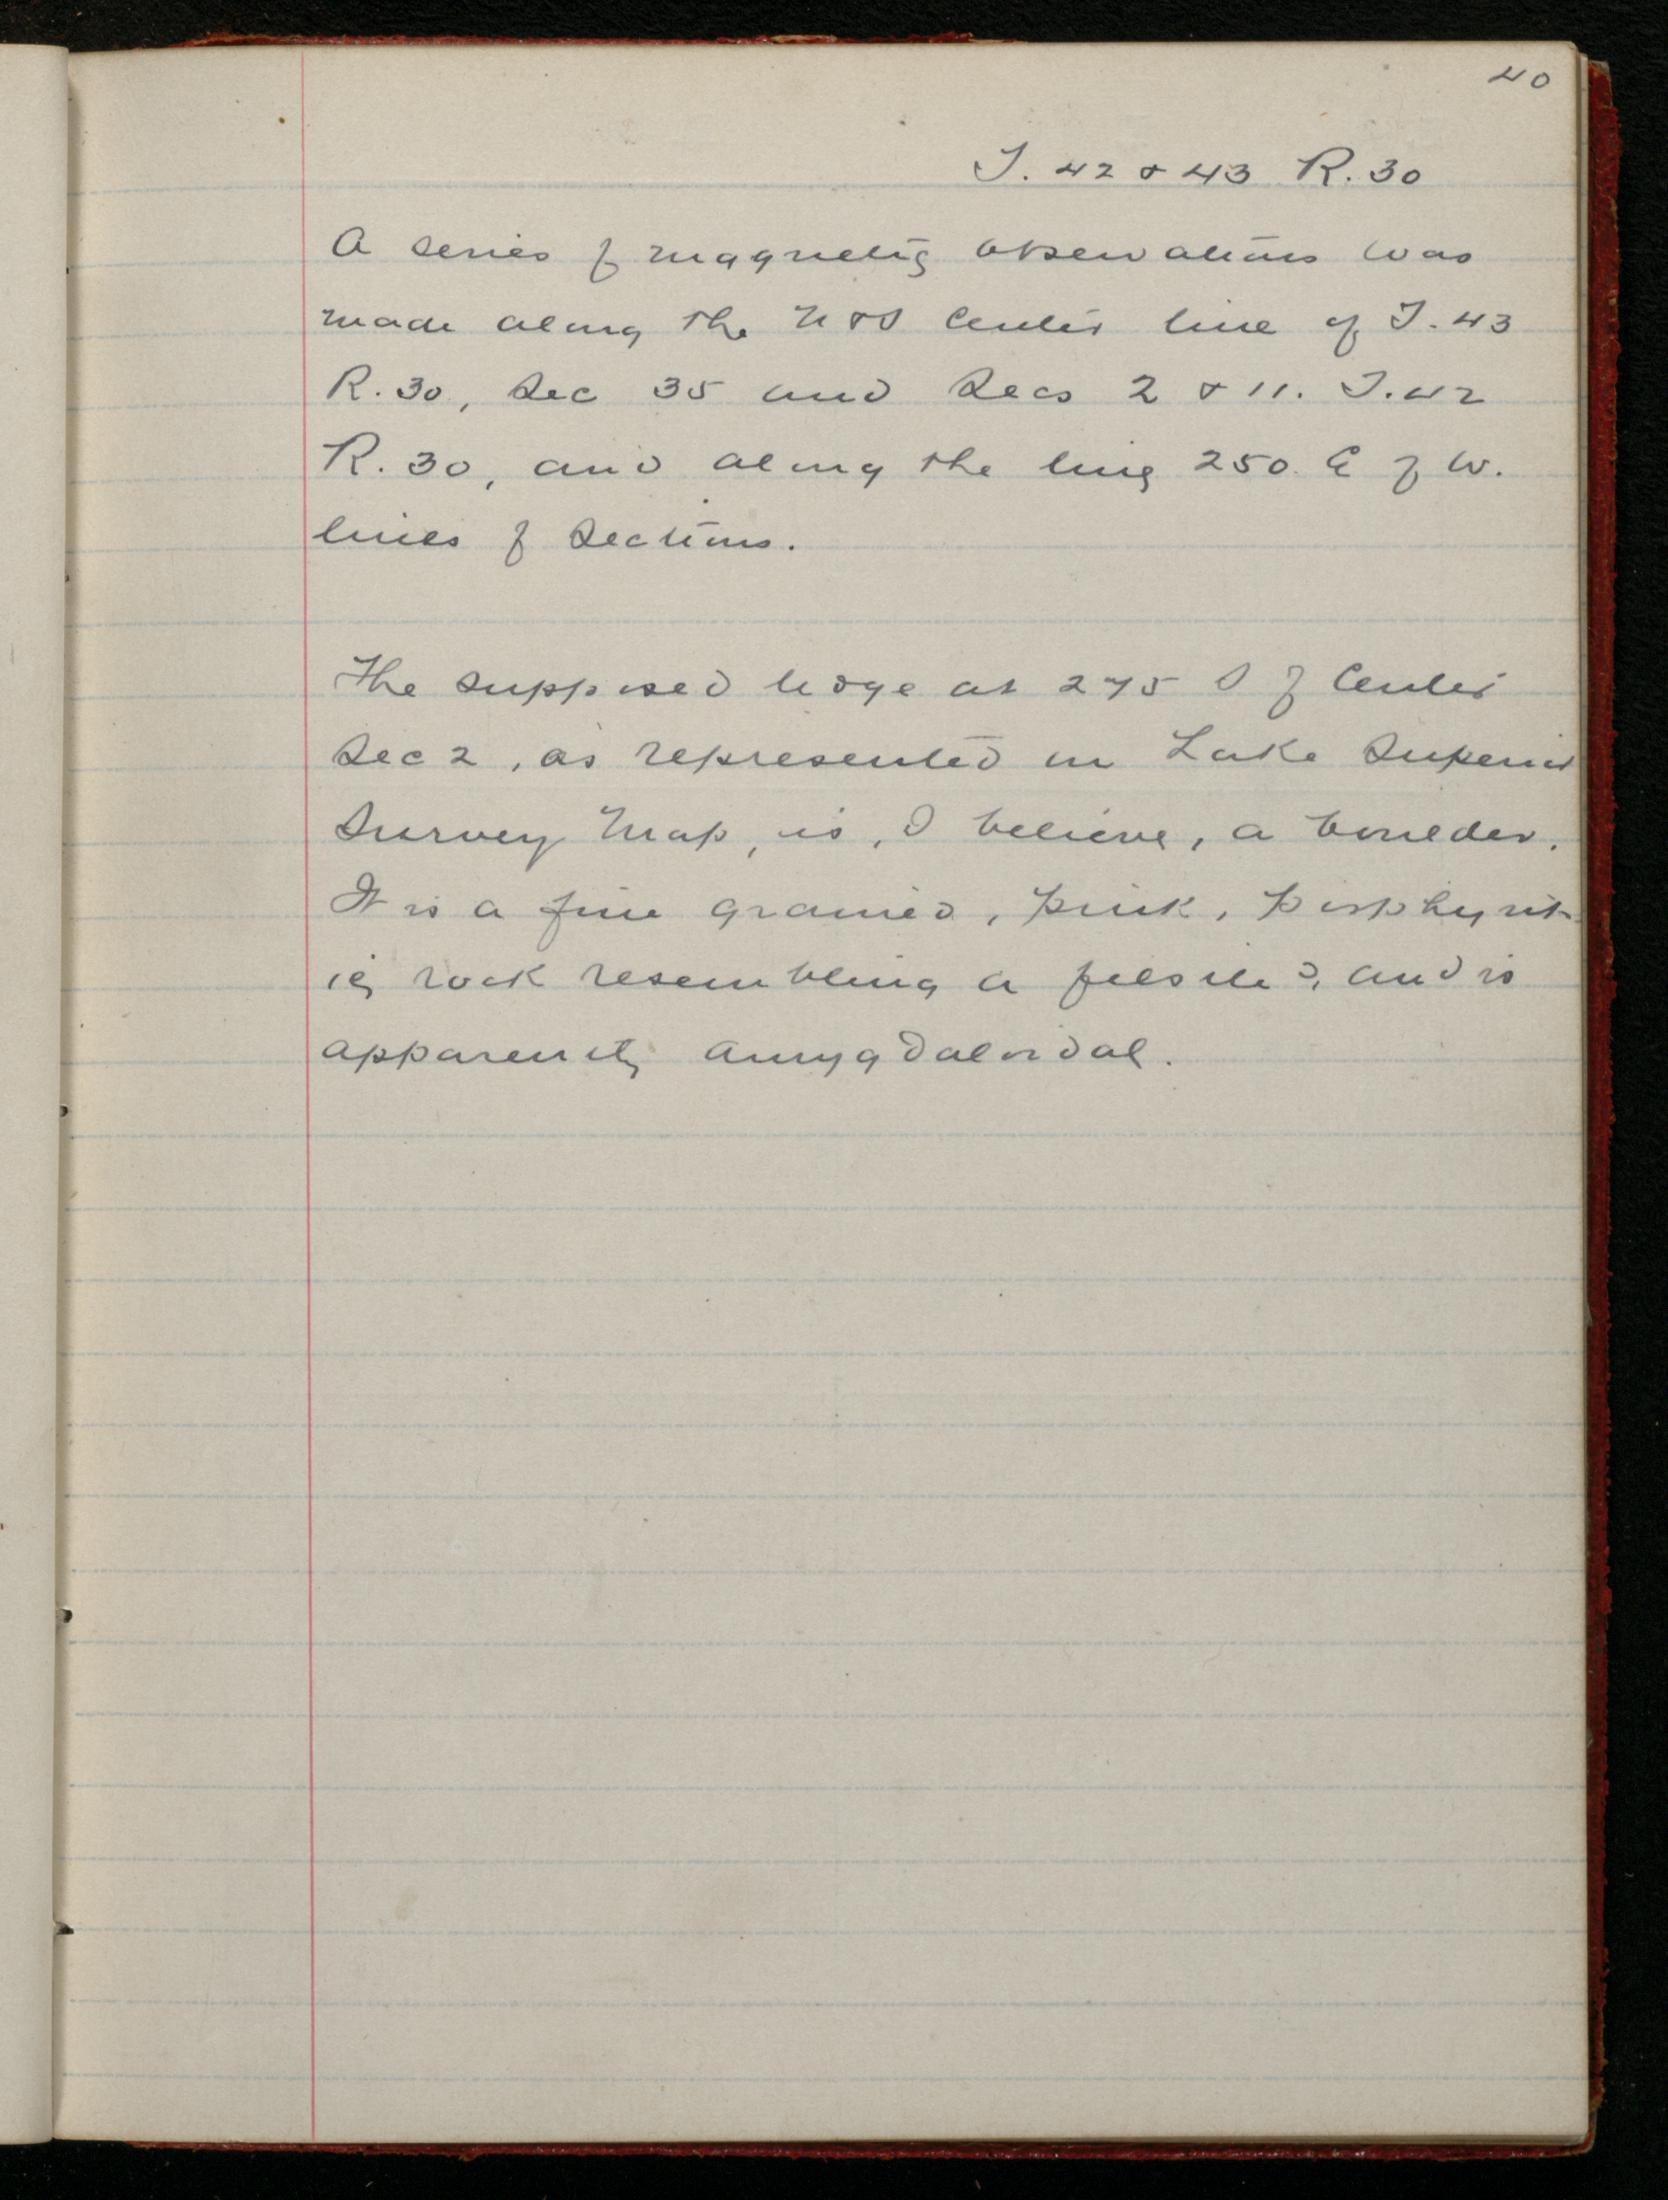 40
T. 42 & 43 R. 30
A series of magnetic observations was
made along the N & S center line of T. 43
R. 30, Sec 35 and Secs 2 & 11. T. 42
R. 30, and along the line 250 E of W.
lines of Sections.
The supposed ledge at 275 S of Center
Sec 2, as represented in Lake Superior
Survey Map, is, I believe, a boulder.
It is a fine grained, pink, porphyrit-
ic rock resembling a felsite, and is
apparently amygdaloidal.